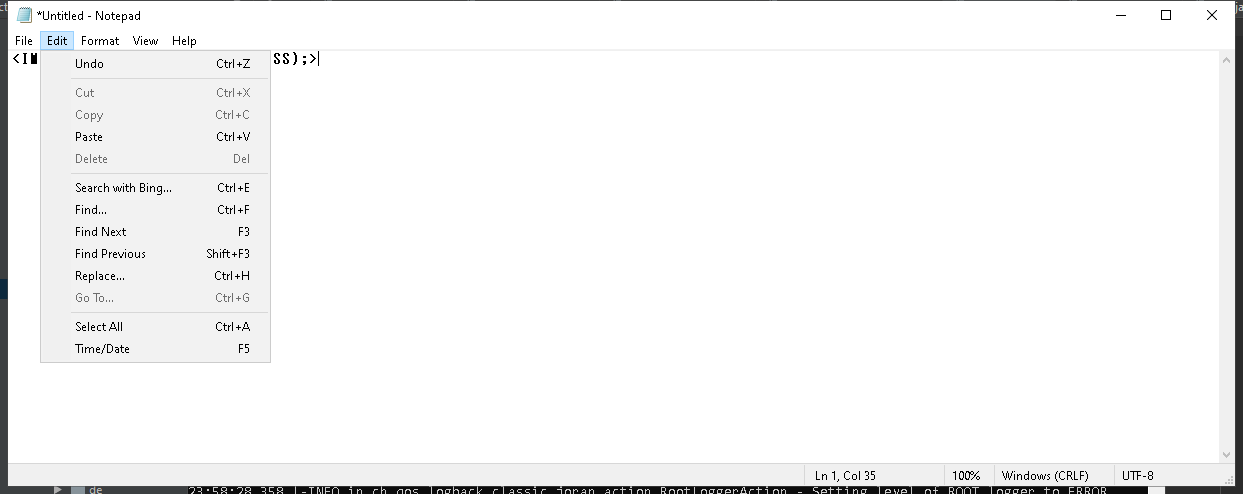 *Untitled - Notepad
File Edit Format View Help
<IM SS);>
Undo Ctrl+Z
Cut Ctrl+X
Copy Ctrl+C
Paste Ctrl+V
Delete Del
Search with Bing... Ctrl+E
Find... Ctrl+F
Find Next F3
Find Previous Shift+F3
Replace... Ctrl+H
Go To... Ctrl+G
Select All Ctrl+A
Time/Date F5
Ln 1, Col 35 100% Windows (CRLF) UTF-8
de 23:58:28,358 |-INFO in ch.qos.logback.classic.joran.action.RootLoggerAction - Setting level of ROOT logger to ERROR